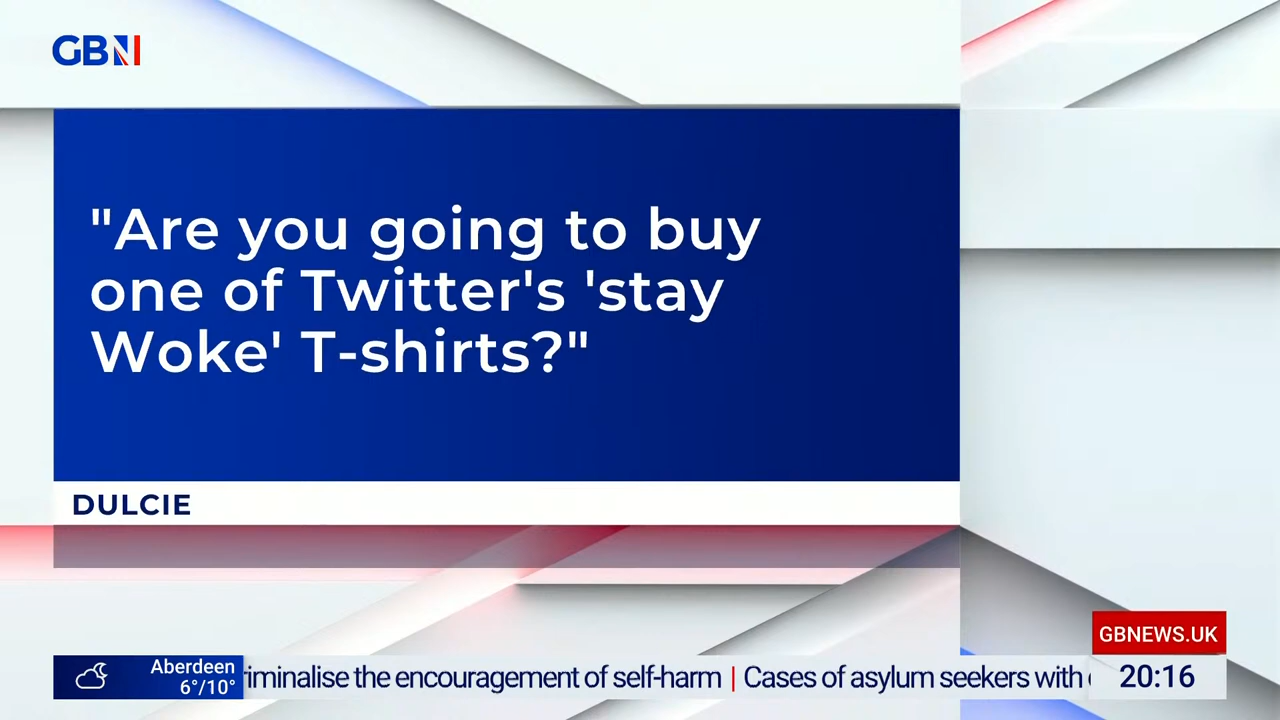 GBN
"Are you going to buy
one of Twitter's 'stay
Woke' T-shirts?"
DULCIE
GBNEWS.UK
Aberdeen
6°/10°
riminalise the encouragement of self-harm | Cases of asylum seekers with
20:16